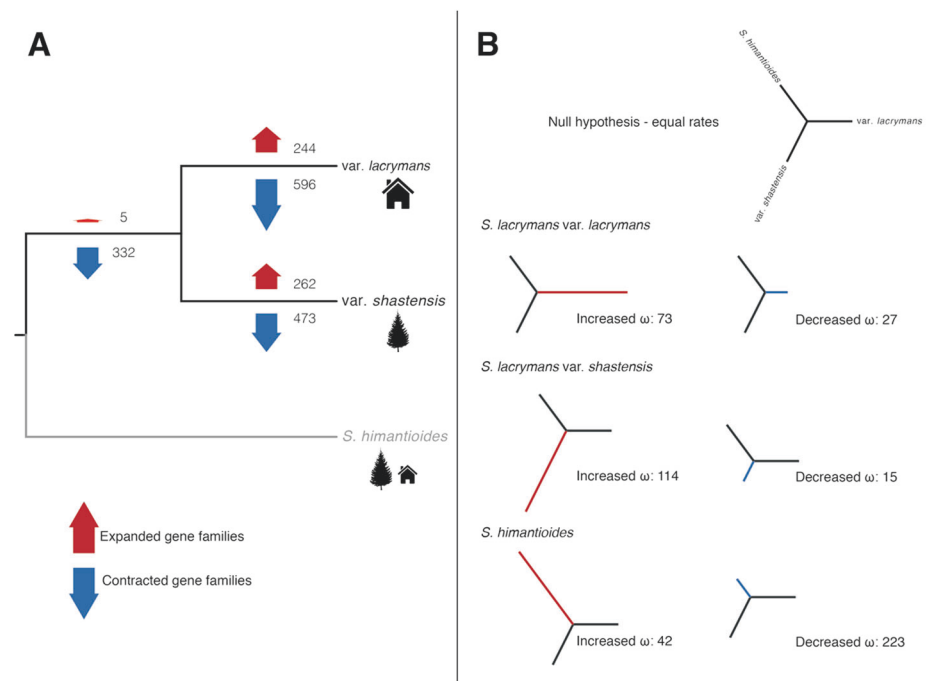 A
244
var. lacrymans
596
5
332
262
var. shastensis
473
S. himantioides
Expanded gene families
Contracted gene families
B
S. himantioides
Null hypothesis - equal rates
var. lacrymans
var. shastensis
S. lacrymans var. lacrymans
Increased ω: 73
Decreased ω: 27
S. lacrymans var. shastensis
Increased ω: 114
Decreased ω: 15
S. himantioides
Increased ω: 42
Decreased ω: 223